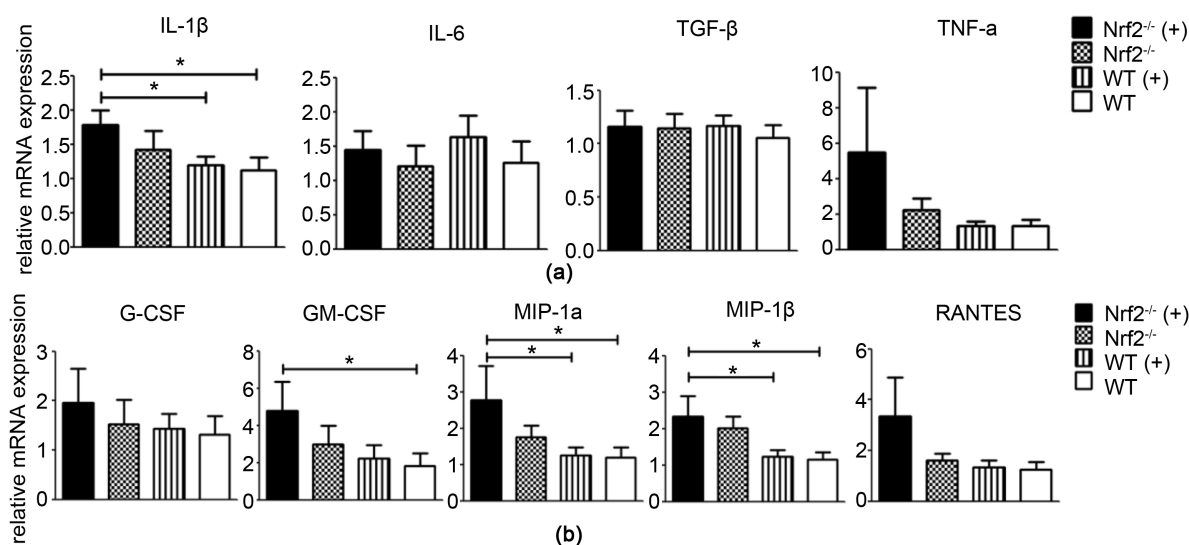 IL-1β
IL-6
TGF-β
TNF-a
relative mRNA expression
2.5
2.0
1.5
1.0
0.5
0.0
*
*
2.5
2.0
1.5
1.0
0.5
0.0
1.5
1.0
0.5
0.0
10
8
6
4
2
0
Nrf2-/- (+)
Nrf2-/-
WT (+)
WT
(a)
G-CSF
GM-CSF
MIP-1a
MIP-1β
RANTES
relative mRNA expression
3
2
1
0
8
6
4
2
0
*
4
3
2
1
0
*
*
4
3
2
1
0
*
*
6
4
2
0
Nrf2-/- (+)
Nrf2-/-
WT (+)
WT
(b)